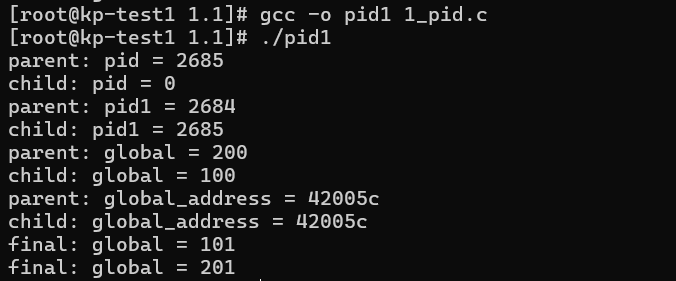 [root@kp-test1 1.1]# gcc -o pid1 1_pid.c
[root@kp-test1 1.1]# ./pid1
parent: pid = 2685
child: pid = 0
parent: pid1 = 2684
child: pid1 = 2685
parent: global = 200
child: global = 100
parent: global_address = 42005c
child: global_address = 42005c
final: global = 101
final: global = 201